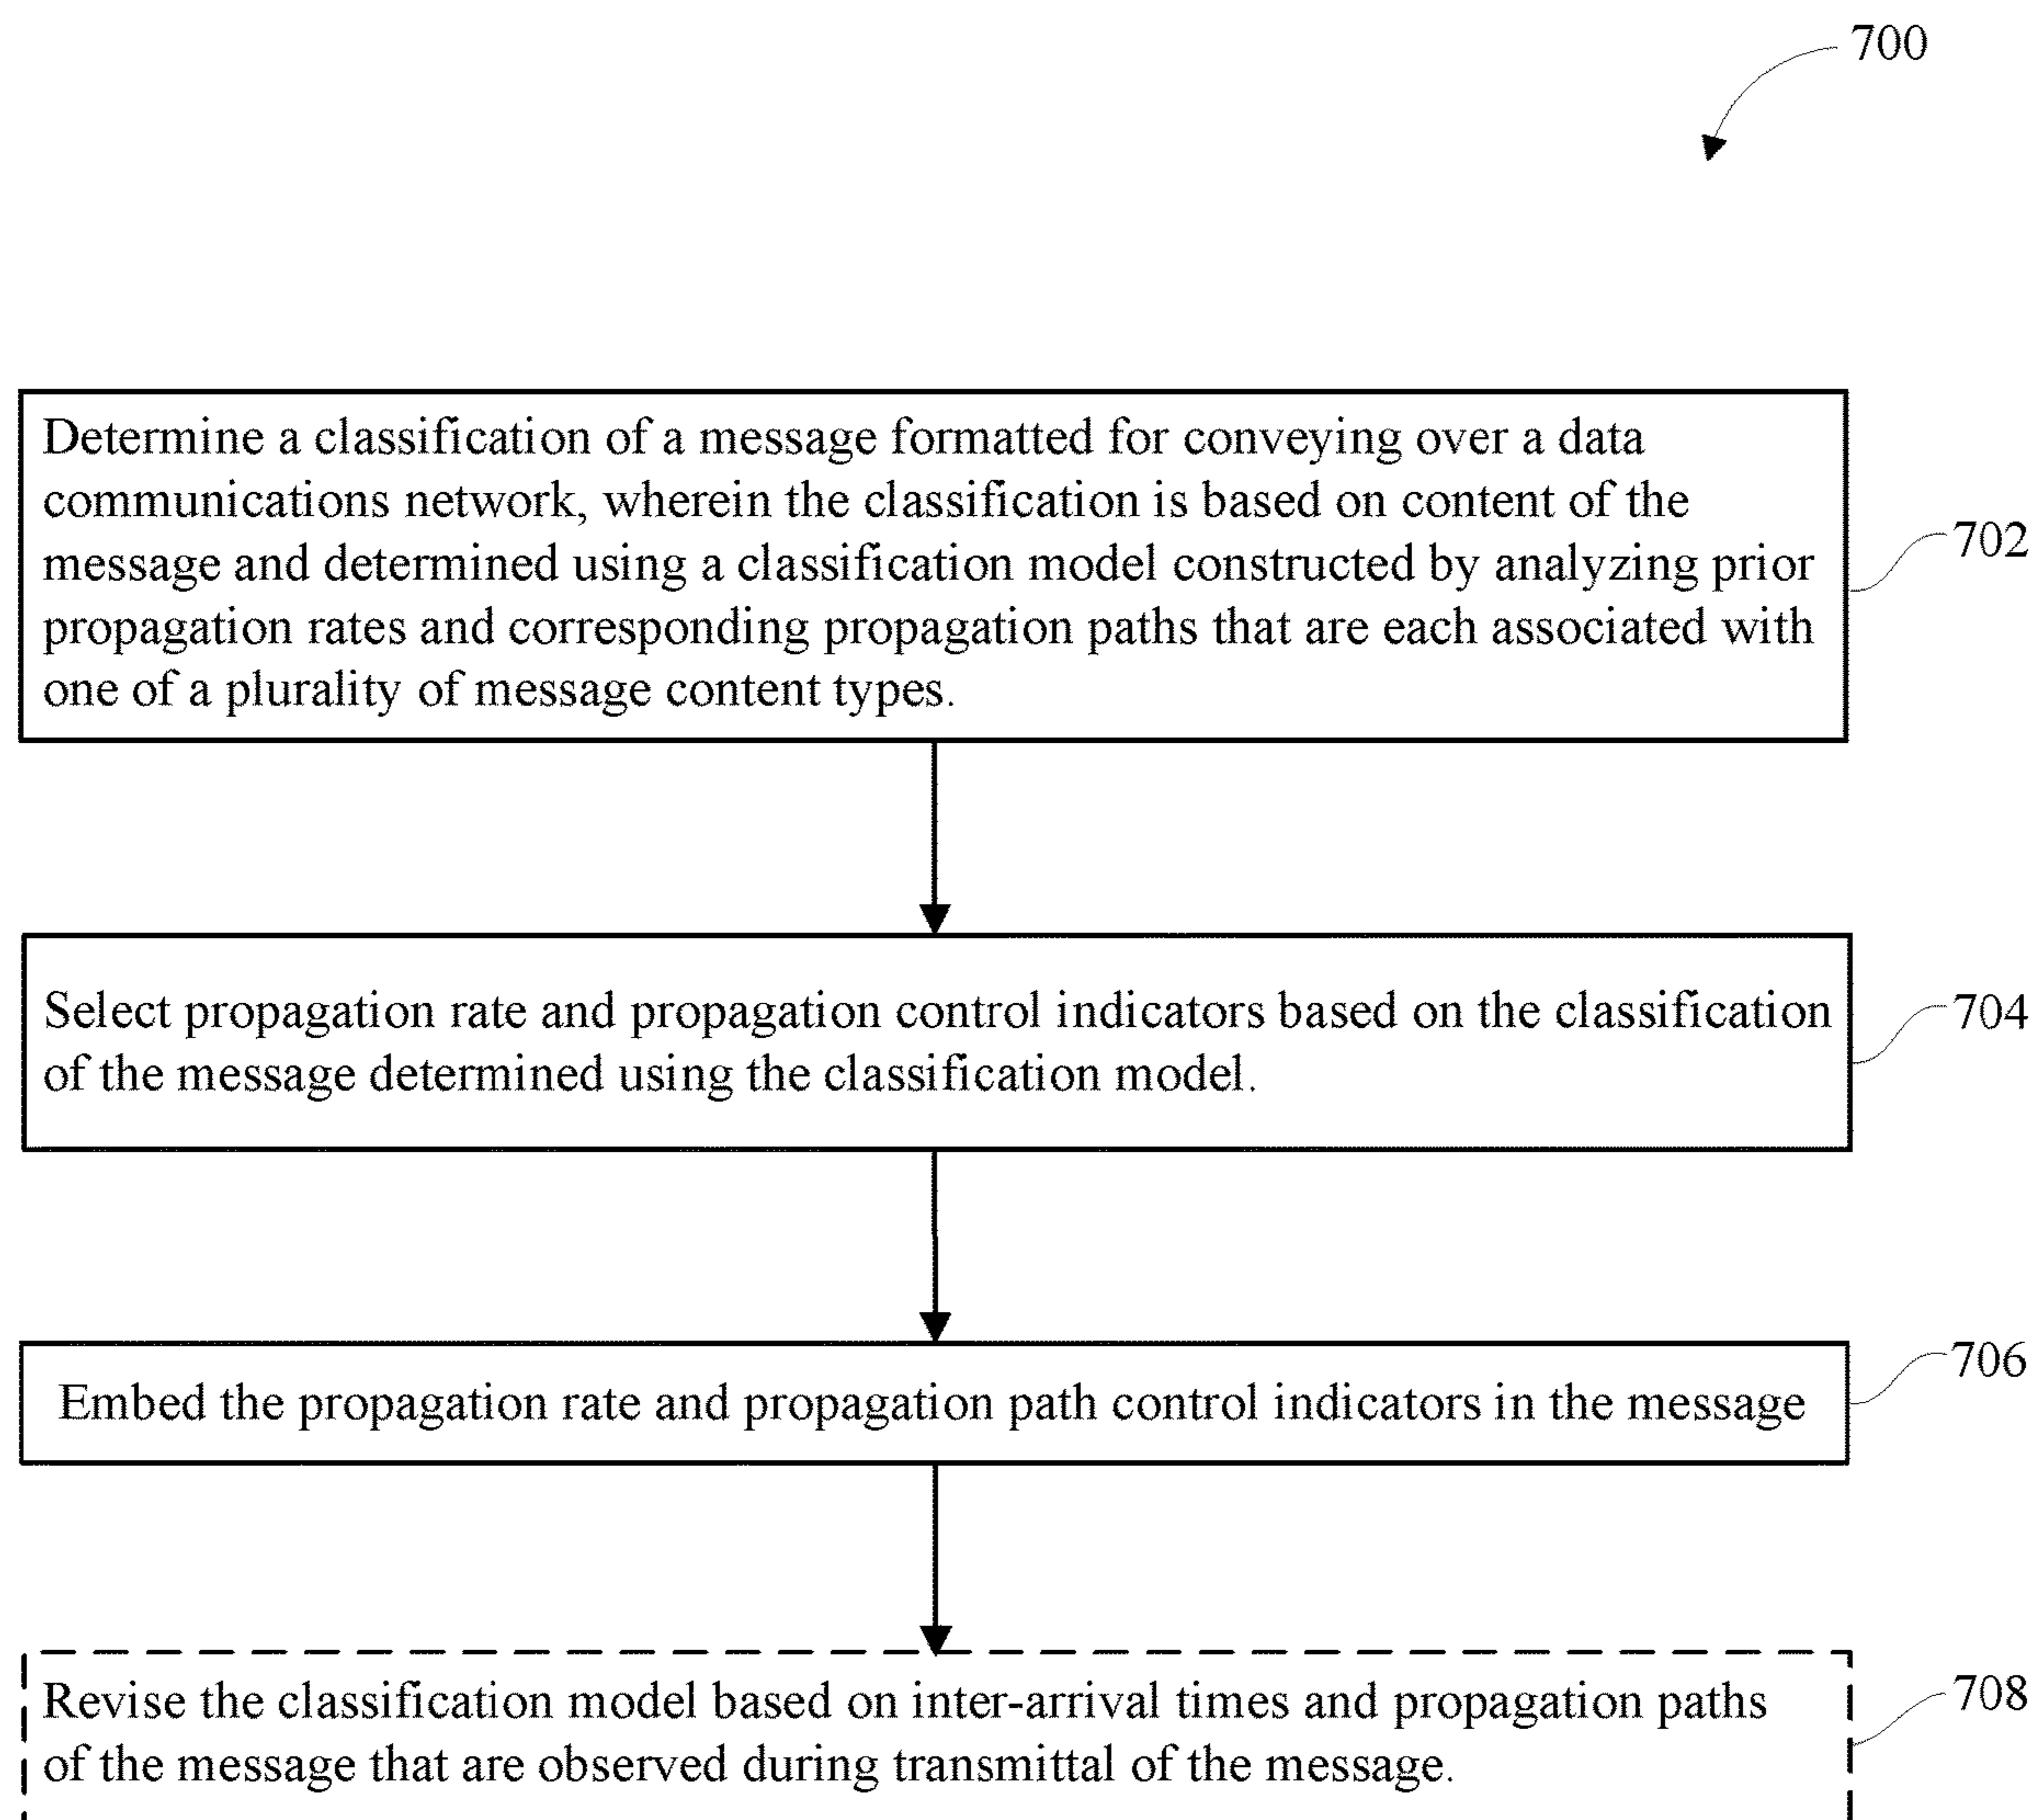 700
Determine a classification of a message formatted for conveying over a data
communications network, wherein the classification is based on content of the
message and determined using a classification model constructed by analyzing prior
propagation rates and corresponding propagation paths that are each associated with
one of a plurality of message content types.
702
Select propagation rate and propagation control indicators based on the classification
of the message determined using the classification model.
704
Embed the propagation rate and propagation path control indicators in the message
706
Revise the classification model based on inter-arrival times and propagation paths
of the message that are observed during transmittal of the message.
708